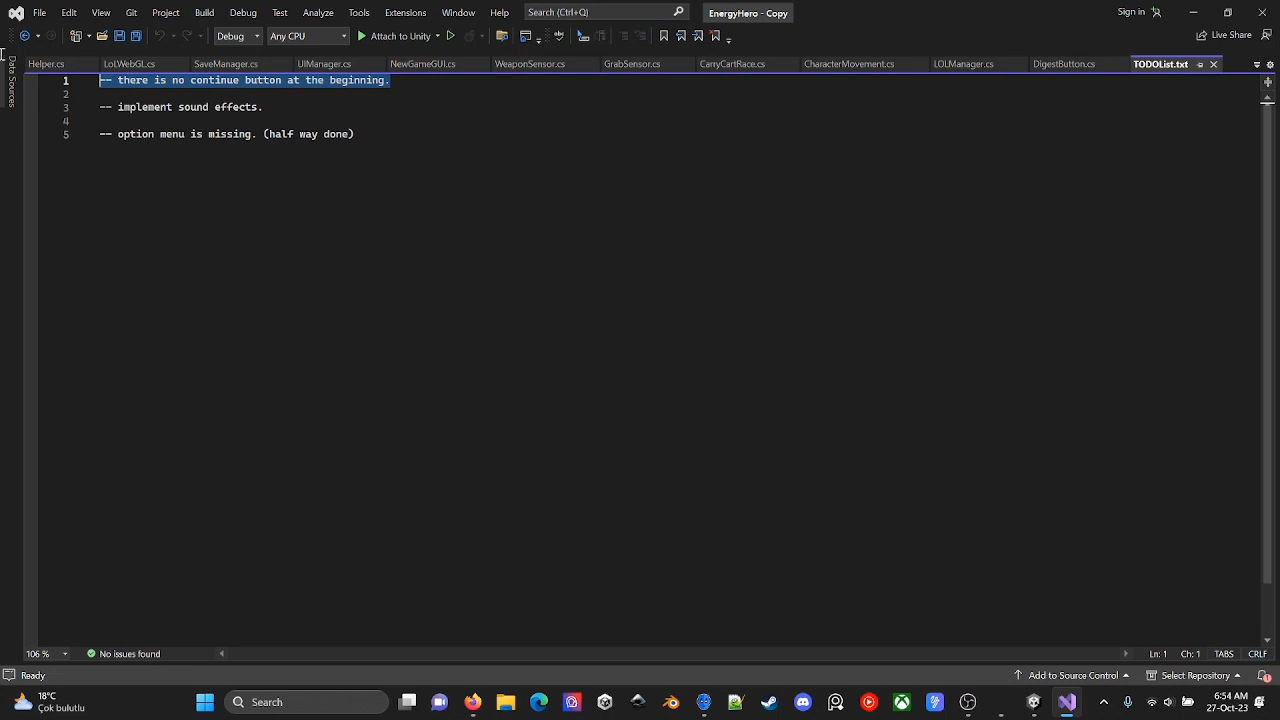 File Edit View Git Project Build Debug Test Analyze Tools Extensions Window Help Search (Ctrl+Q) EnergyHero - Copy Sign in
Debug Any CPU Attach to Unity Live Share
Helper.cs LoLWebGL.cs SaveManager.cs UIManager.cs NewGameGUI.cs WeaponSensor.cs GrabSensor.cs CarryCartRace.cs CharacterMovement.cs LOLManager.cs DigestButton.cs TODOList.txt
Data Sources
1 -- there is no continue button at the beginning.
2
3 -- implement sound effects.
4
5 -- option menu is missing. (half way done)
106 % No issues found Ln: 1 Ch: 1 TABS CRLF
Ready Add to Source Control Select Repository
18°C
Çok bulutlu
Search
6:54 AM
27-Oct-23